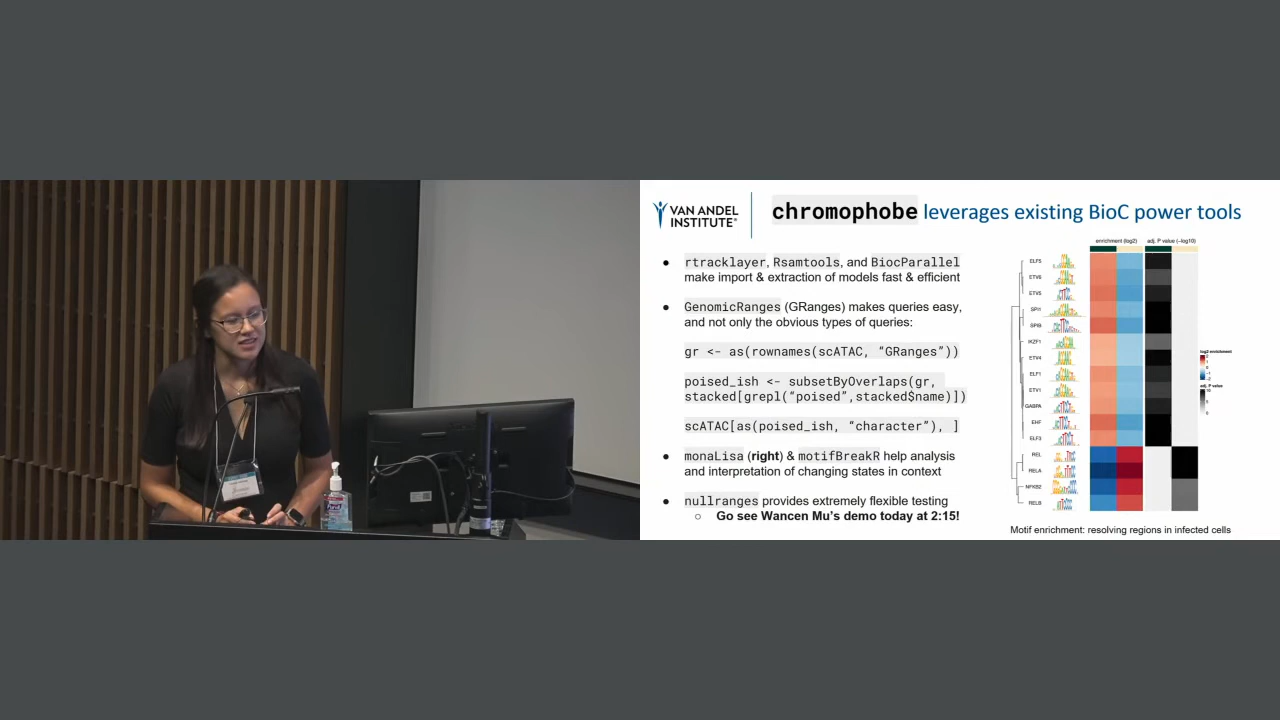 VAN ANDEL
INSTITUTE
chromophobe leverages existing BioC power tools
● rtracklayer, Rsamtools, and BiocParallel
make import & extraction of models fast & efficient
● GenomicRanges (GRanges) makes queries easy,
and not only the obvious types of queries:
gr <- as(rownames(scATAC, “GRanges”))
poised_ish <- subsetByOverlaps(gr,
stacked[grepl(“poised”,stacked$name)])
scATAC[as(poised_ish, “character”), ]
● monaLisa (right) & motifBreakR help analysis
and interpretation of changing states in context
● nullranges provides extremely flexible testing
○ Go see Wancen Mu’s demo today at 2:15!
enrichment (log2) adj. P value (−log10)
ELF5
ETV6
ETV5
SPI1
SPIB
IKZF1
ETV4
ELF1
ETV1
GABPA
EHF
ELF3
REL
RELA
NFKB2
RELB
log2 enrichment
adj. P value
Motif enrichment: resolving regions in infected cells